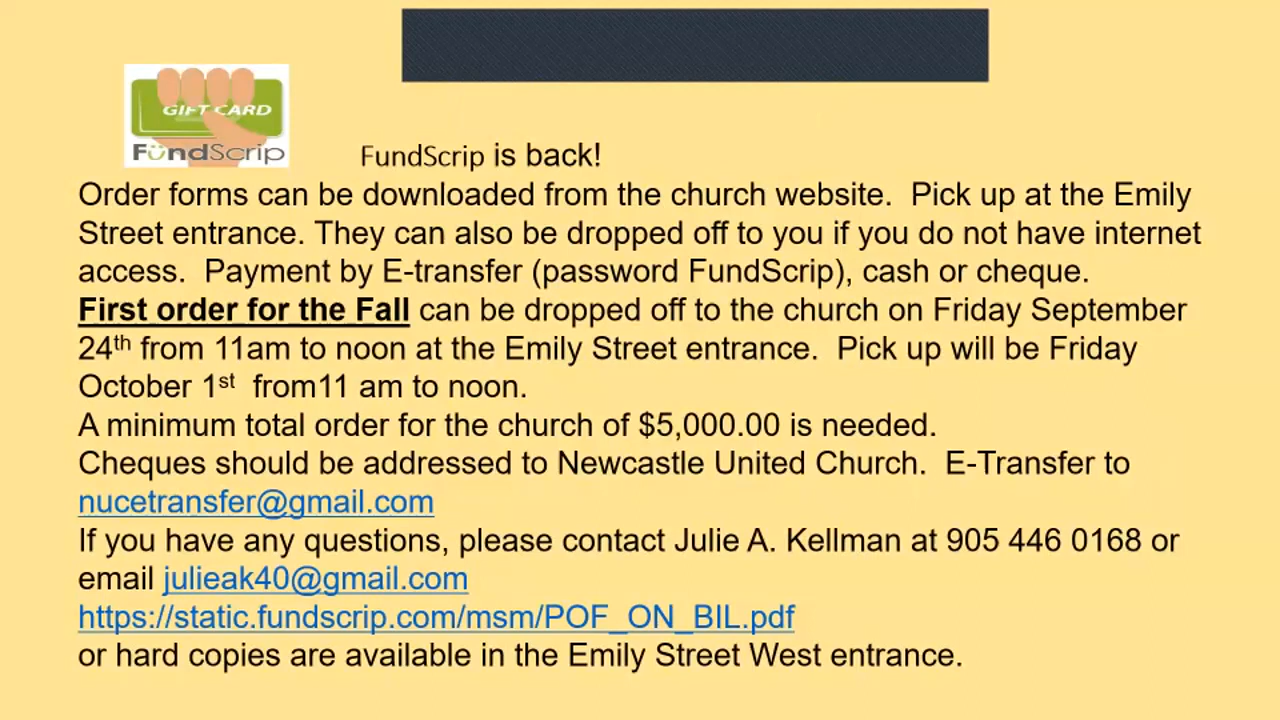 GIFT CARD
FundScrip
FundScrip is back!
Order forms can be downloaded from the church website.  Pick up at the Emily
Street entrance. They can also be dropped off to you if you do not have internet
access.  Payment by E-transfer (password FundScrip), cash or cheque.
First order for the Fall can be dropped off to the church on Friday September
24th from 11am to noon at the Emily Street entrance.  Pick up will be Friday
October 1st  from11 am to noon.
A minimum total order for the church of $5,000.00 is needed.
Cheques should be addressed to Newcastle United Church.  E-Transfer to
nucetransfer@gmail.com
If you have any questions, please contact Julie A. Kellman at 905 446 0168 or
email julieak40@gmail.com
https://static.fundscrip.com/msm/POF_ON_BIL.pdf
or hard copies are available in the Emily Street West entrance.